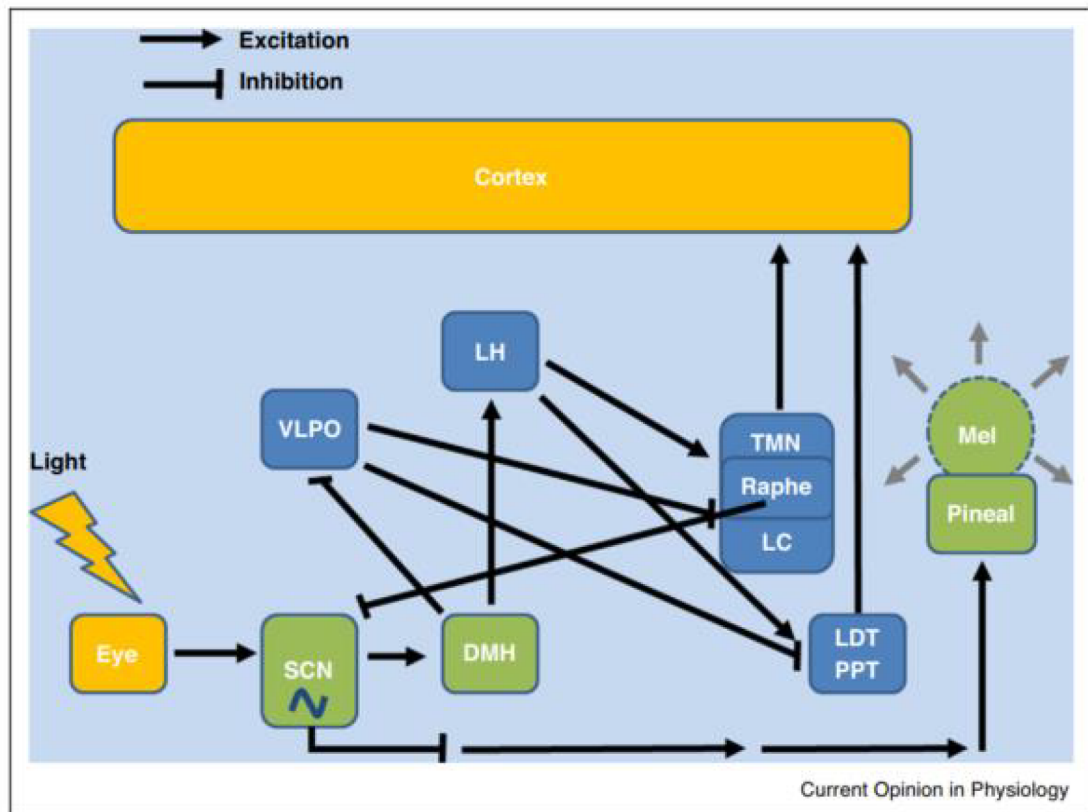 Excitation
Inhibition
Cortex
LH
VLPO
TMN
Mel
Light
Raphe
Pineal
LC
Eye
SCN
DMH
LDT
PPT
Current Opinion in Physiology